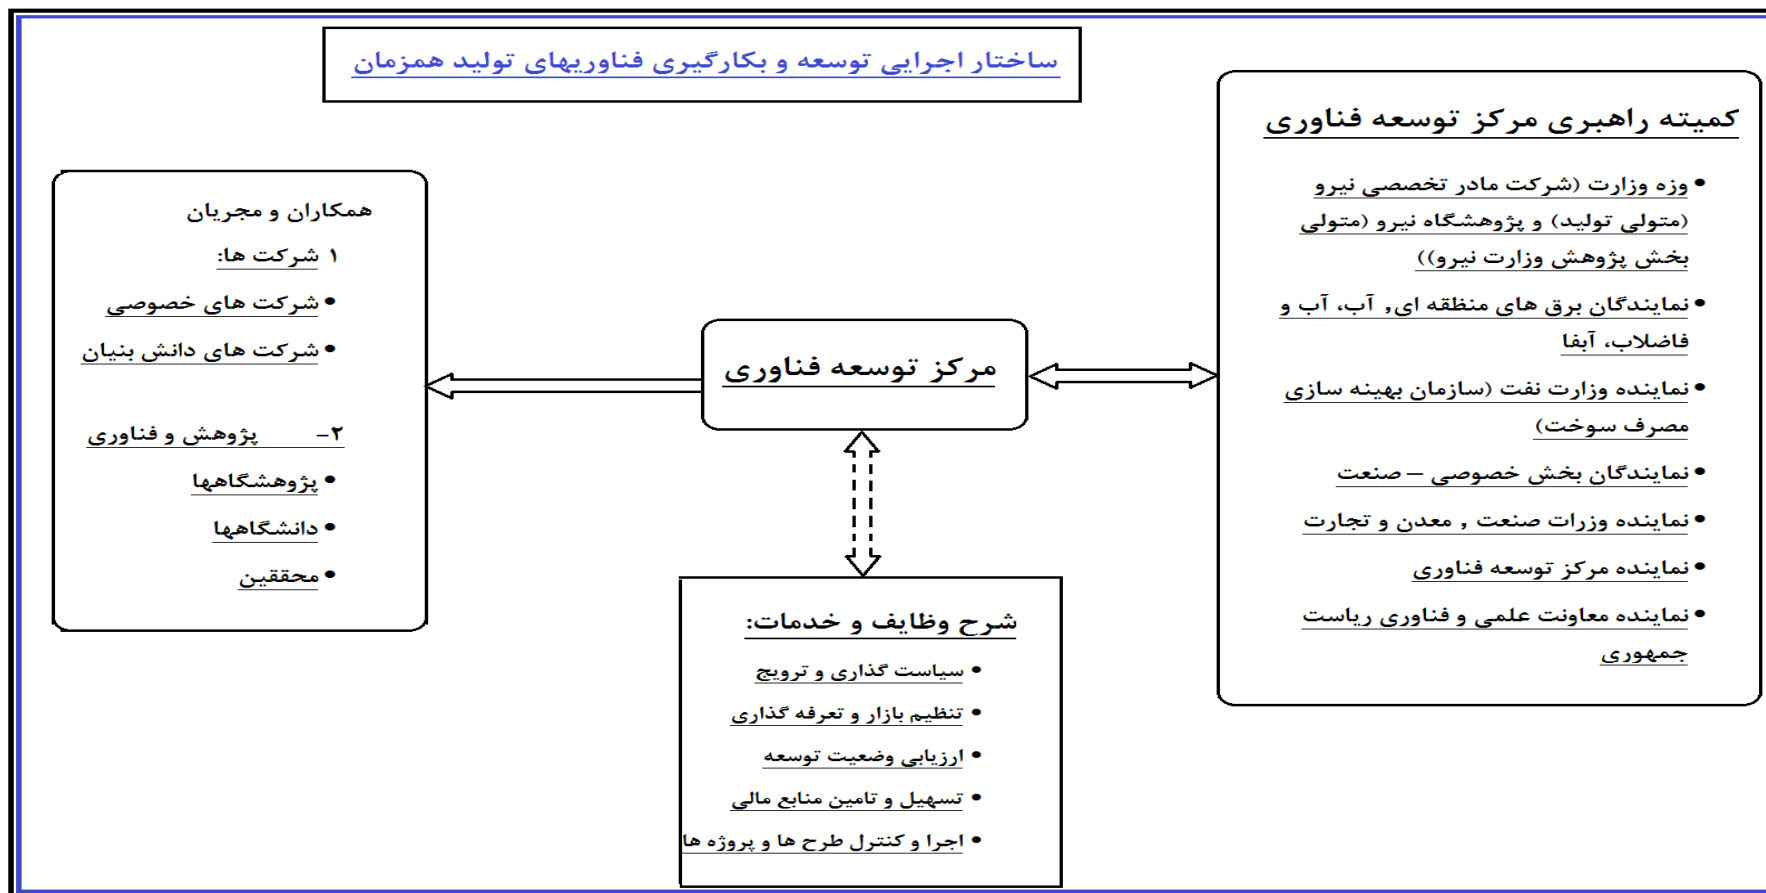 ساختار اجرایی توسعه و بکارگیری فناوریهای تولید همزمان
کمیته راهبری مرکز توسعه فناوری
• وزه وزارت (شرکت مادر تخصصی نیرو
(متولی تولید) و پژوهشگاه نیرو (متولی
بخش پژوهش وزارت نیرو))
• نمایندگان برق های منطقه ای, آب، آب و
فاضلاب، آبفا
• نماینده وزارت نفت (سازمان بهینه سازی
مصرف سوخت)
• نمایندگان بخش خصوصی – صنعت
• نماینده وزرات صنعت , معدن و تجارت
• نماینده مرکز توسعه فناوری
• نماینده معاونت علمی و فناوری ریاست
جمهوری
مرکز توسعه فناوری
همکاران و مجریان
۱ شرکت ها:
• شرکت های خصوصی
• شرکت های دانش بنیان
۲- پژوهش و فناوری
• پژوهشگاهها
• دانشگاهها
• محققین
شرح وظایف و خدمات:
• سیاست گذاری و ترویج
• تنظیم بازار و تعرفه گذاری
• ارزیابی وضعیت توسعه
• تسهیل و تامین منابع مالی
• اجرا و کنترل طرح ها و پروژه ها